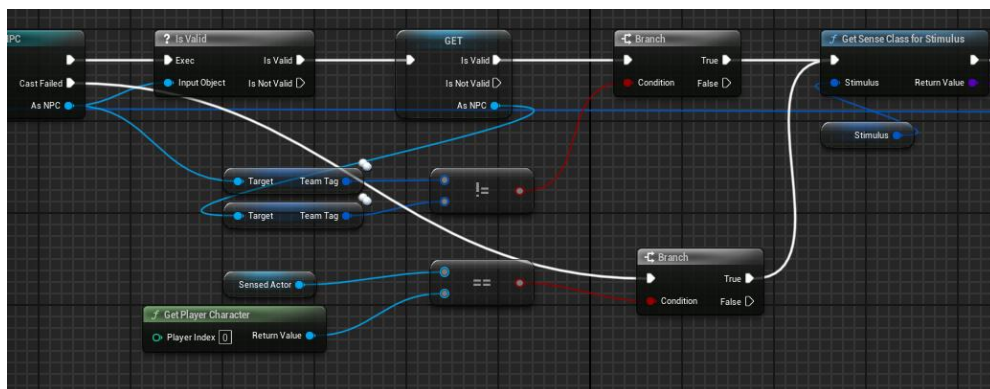 NPC
Cast Failed
As NPC
? Is Valid
Exec
Is Valid
Input Object
Is Not Valid
GET
Is Valid
Is Not Valid
As NPC
Branch
True
Condition
False
f Get Sense Class for Stimulus
Stimulus
Return Value
Stimulus
Target
Team Tag
Target
Team Tag
!=
Sensed Actor
==
f Get Player Character
Player Index 0
Return Value
Branch
True
Condition
False